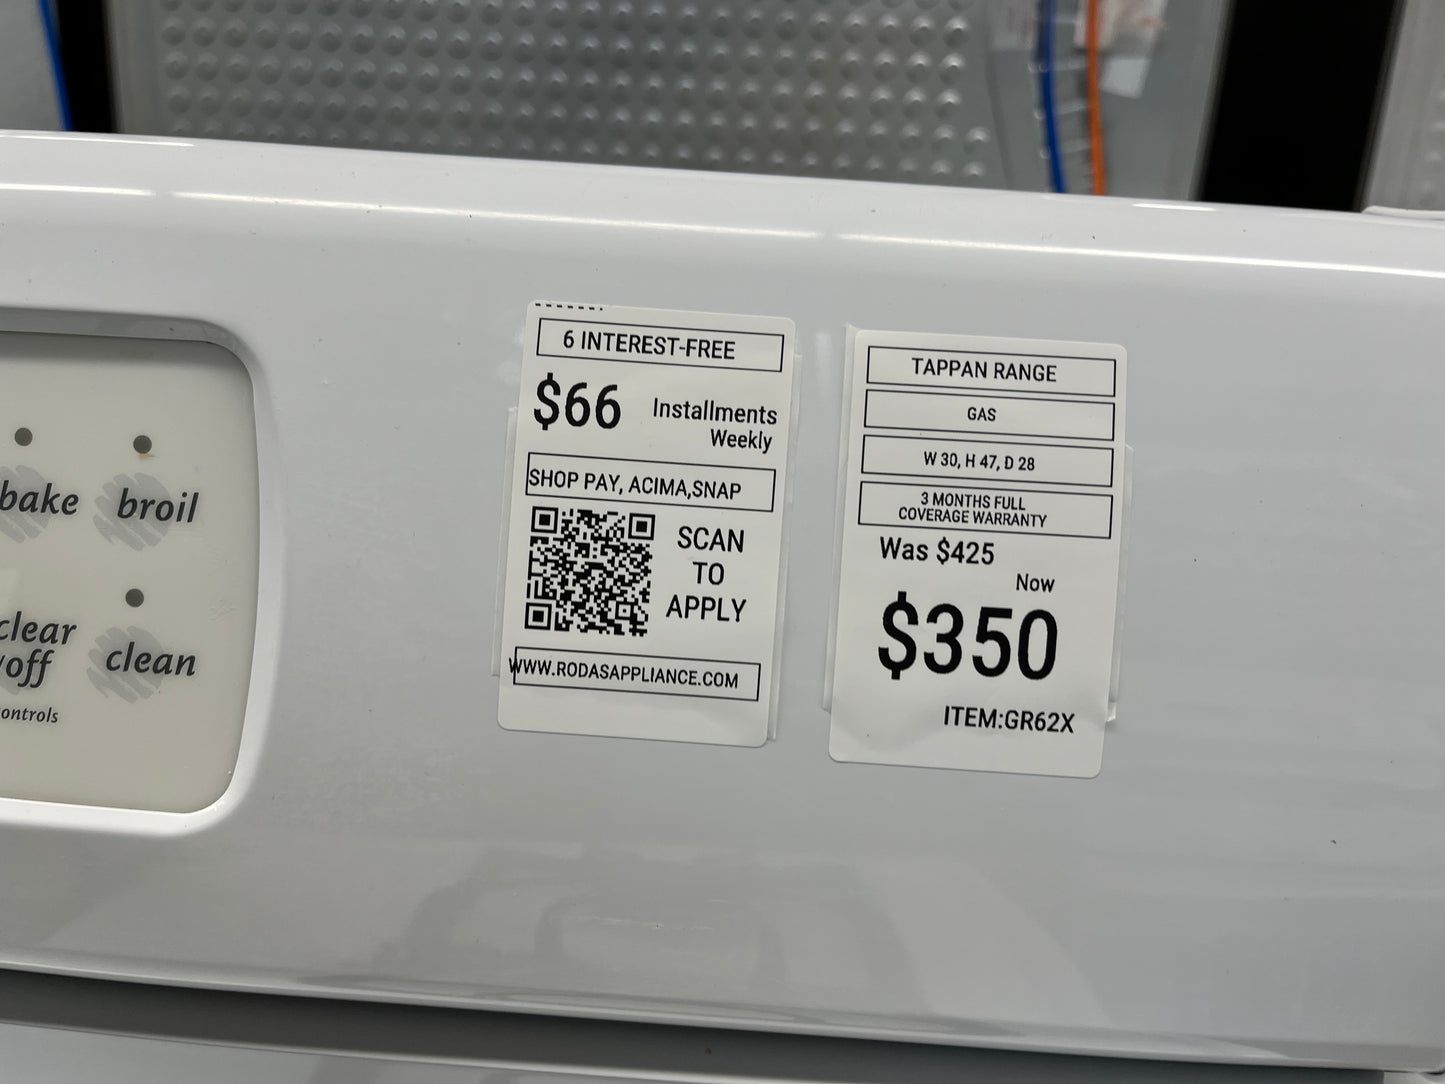 bake
broil
clear
/off
clean
controls
6 INTEREST-FREE
$66
Installments
Weekly
SHOP PAY, ACIMA,SNAP
SCAN
TO
APPLY
WWW.RODASAPPLIANCE.COM
TAPPAN RANGE
GAS
W 30, H 47, D 28
3 MONTHS FULL
COVERAGE WARRANTY
Was $425
Now
$350
ITEM:GR62X